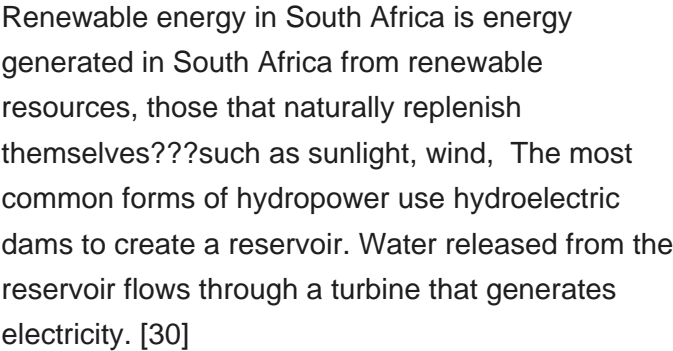 Renewable energy in South Africa is energy
generated in South Africa from renewable
resources, those that naturally replenish
themselves???such as sunlight, wind,  The most
common forms of hydropower use hydroelectric
dams to create a reservoir. Water released from the
reservoir flows through a turbine that generates
electricity. [30]